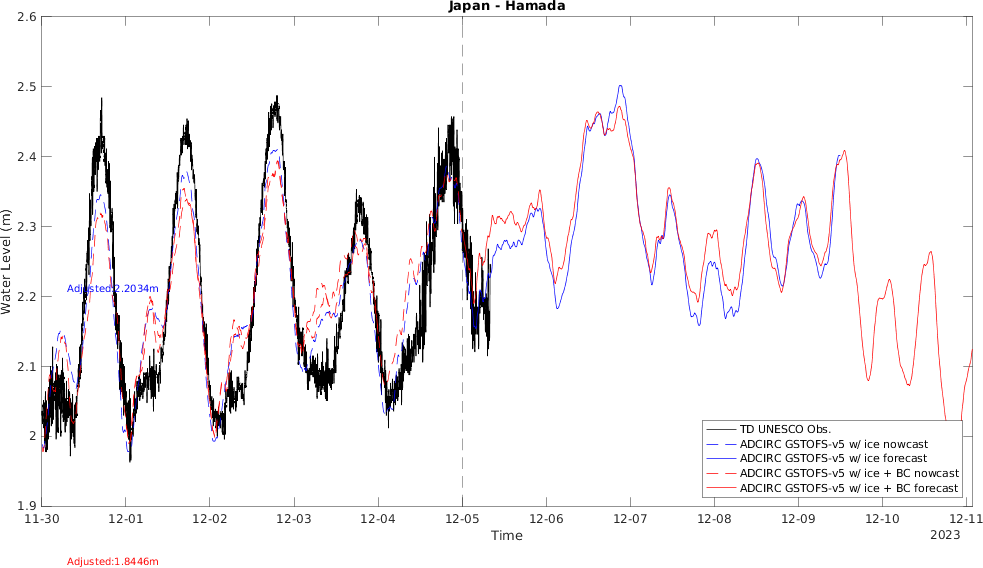 Japan - Hamada
2.6
2.5
2.4
2.3
2.2
2.1
2
1.9
Water Level (m)
Adjusted:2.2034m
TD UNESCO Obs.
ADCIRC GSTOFS-v5 w/ ice nowcast
ADCIRC GSTOFS-v5 w/ ice forecast
ADCIRC GSTOFS-v5 w/ ice + BC nowcast
ADCIRC GSTOFS-v5 w/ ice + BC forecast
11-30 12-01 12-02 12-03 12-04 12-05 12-06 12-07 12-08 12-09 12-10 12-11
Time
2023
Adjusted:1.8446m